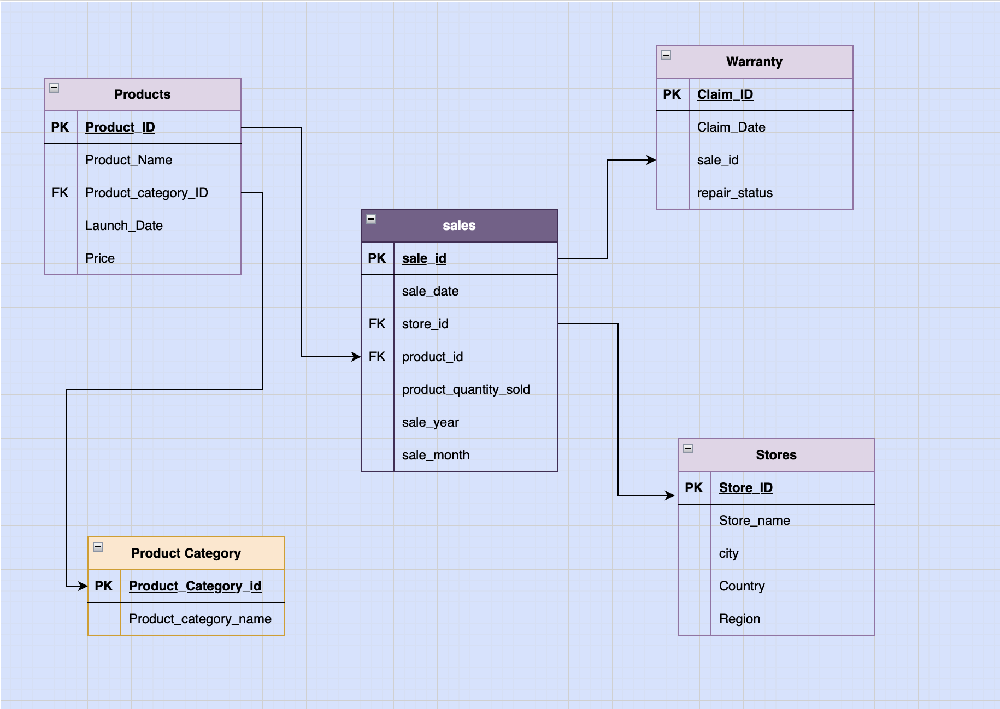 Products
PK Product_ID
Product_Name
FK Product_category_ID
Launch_Date
Price
sales
PK sale_id
sale_date
FK store_id
FK product_id
product_quantity_sold
sale_year
sale_month
Warranty
PK Claim_ID
Claim_Date
sale_id
repair_status
Stores
PK Store_ID
Store_name
city
Country
Region
Product Category
PK Product_Category_id
Product_category_name